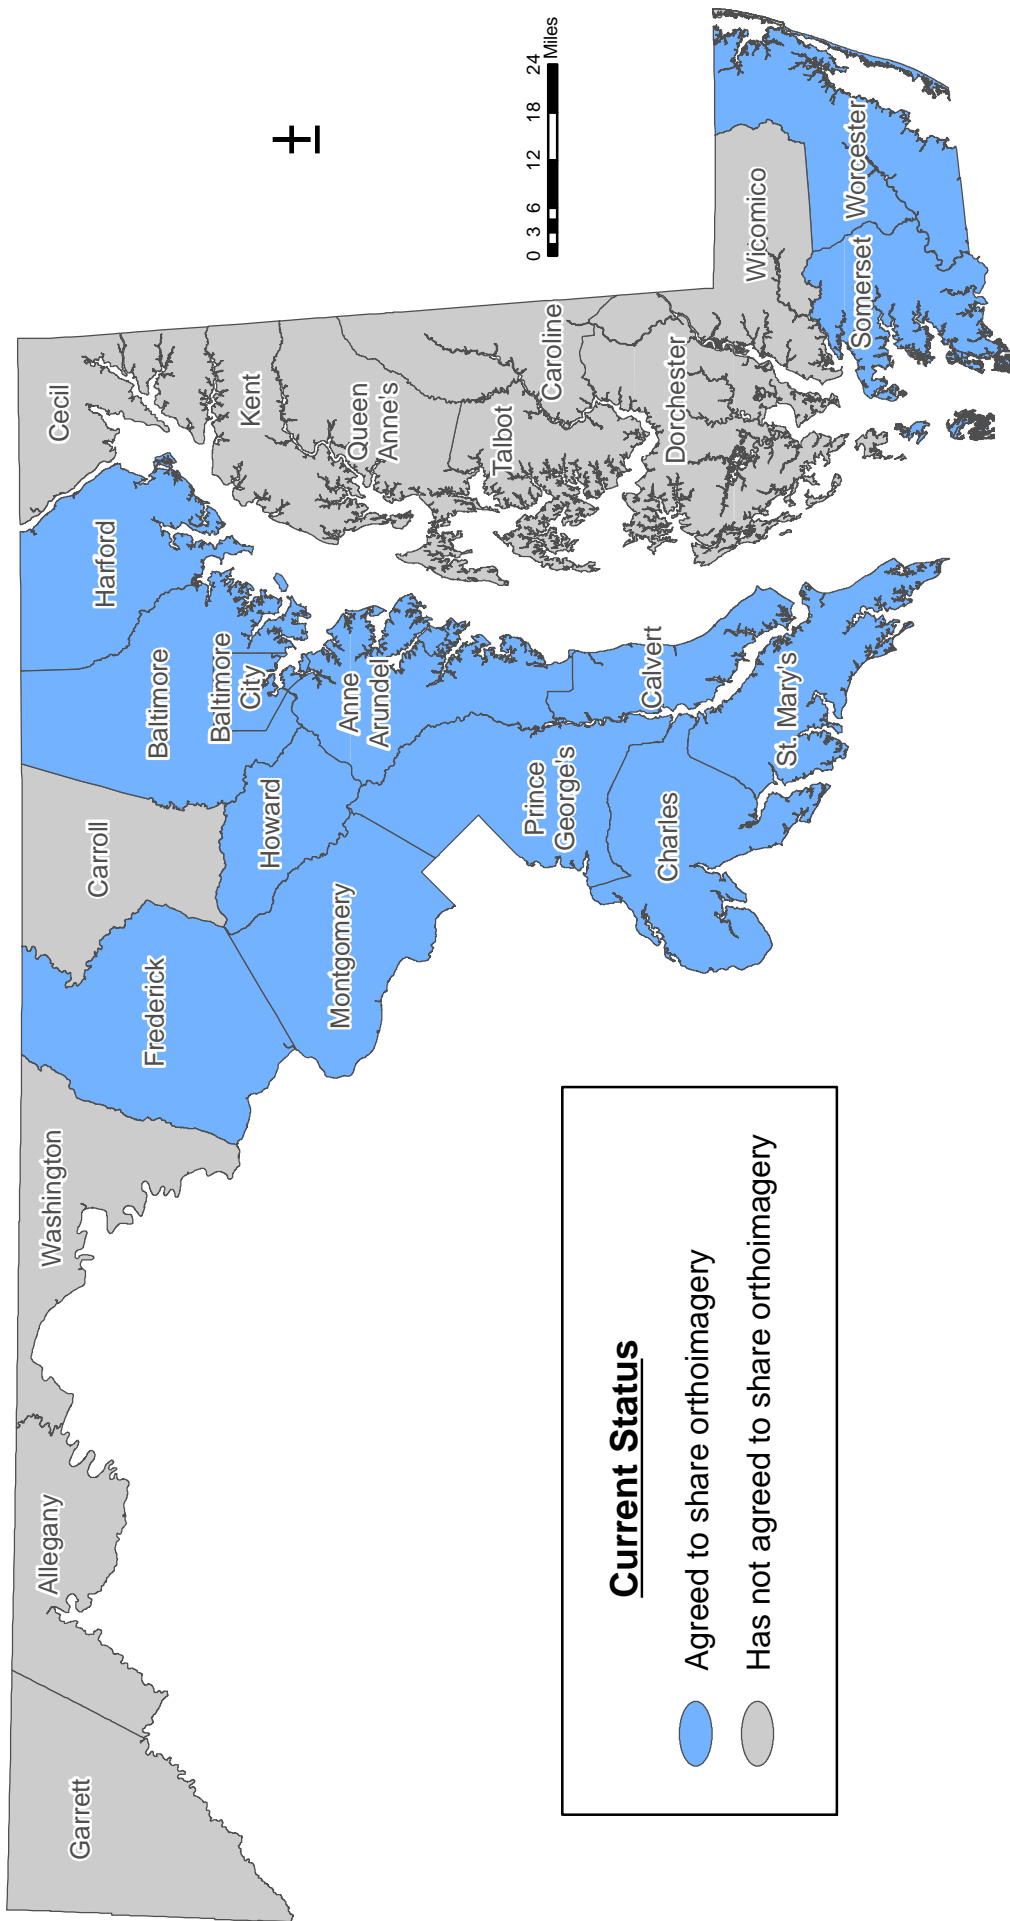 Garrett
Allegany
Washington
Frederick
Carroll
Baltimore
Harford
Cecil
Baltimore
City
Howard
Montgomery
Anne
Arundel
Kent
Queen
Anne's
Talbot
Caroline
Prince
George's
Calvert
Charles
St. Mary's
Dorchester
Wicomico
Somerset
Worcester
0 3 6 12 18 24
Miles
Current Status
Agreed to share orthoimagery
Has not agreed to share orthoimagery